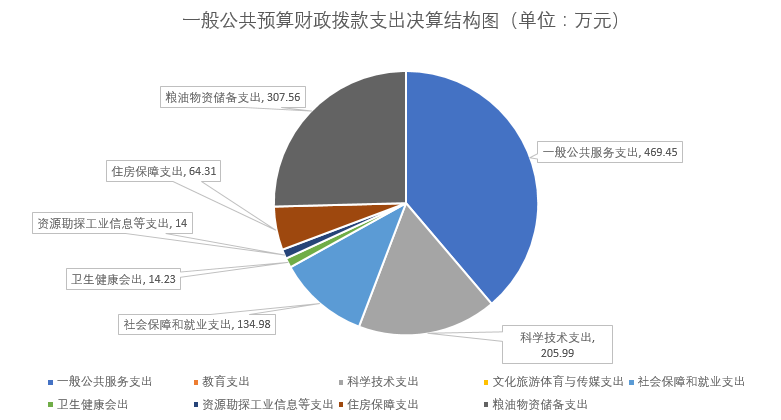 一般公共预算财政拨款支出决算结构图（单位：万元）
粮油物资储备支出, 307.56
一般公共服务支出, 469.45
住房保障支出, 64.31
资源勘探工业信息等支出, 14
卫生健康会出, 14.23
社会保障和就业支出, 134.98
科学技术支出,
205.99
一般公共服务支出 教育支出 科学技术支出 文化旅游体育与传媒支出 社会保障和就业支出
卫生健康会出 资源勘探工业信息等支出 住房保障支出 粮油物资储备支出